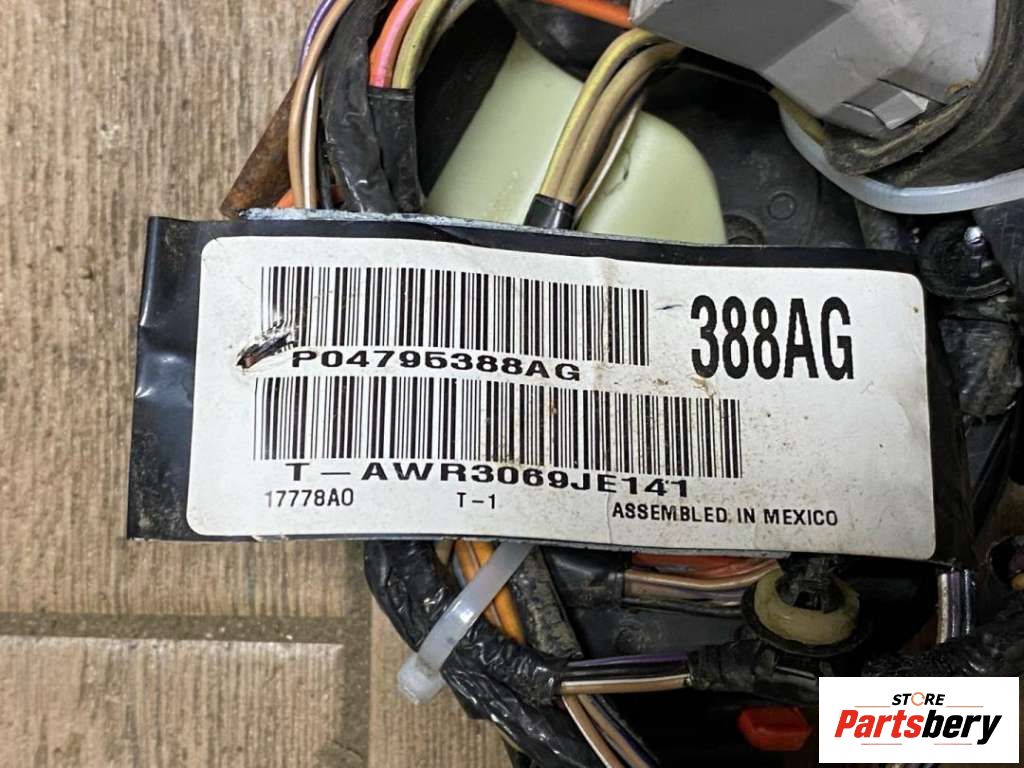 388AG
P04795388AG
T-AWR3069JE141
17778A0 T-1 ASSEMBLED IN MEXICO
STORE
Partsbery